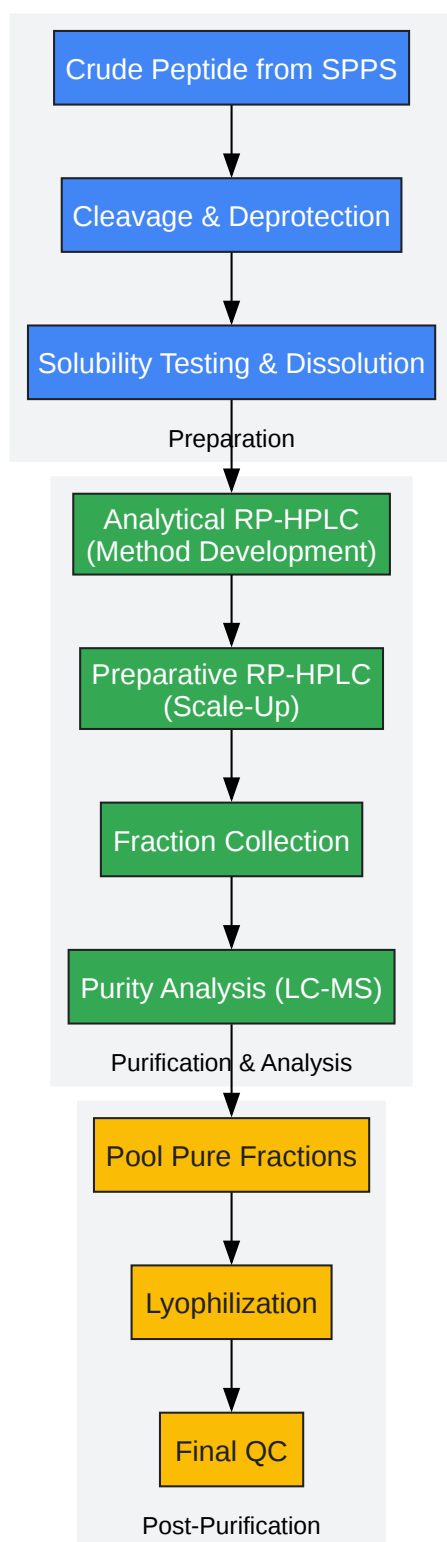 Crude Peptide from SPPS
Cleavage & Deprotection
Solubility Testing & Dissolution
Preparation
Analytical RP-HPLC
(Method Development)
Preparative RP-HPLC
(Scale-Up)
Fraction Collection
Purity Analysis (LC-MS)
Purification & Analysis
Pool Pure Fractions
Lyophilization
Final QC
Post-Purification